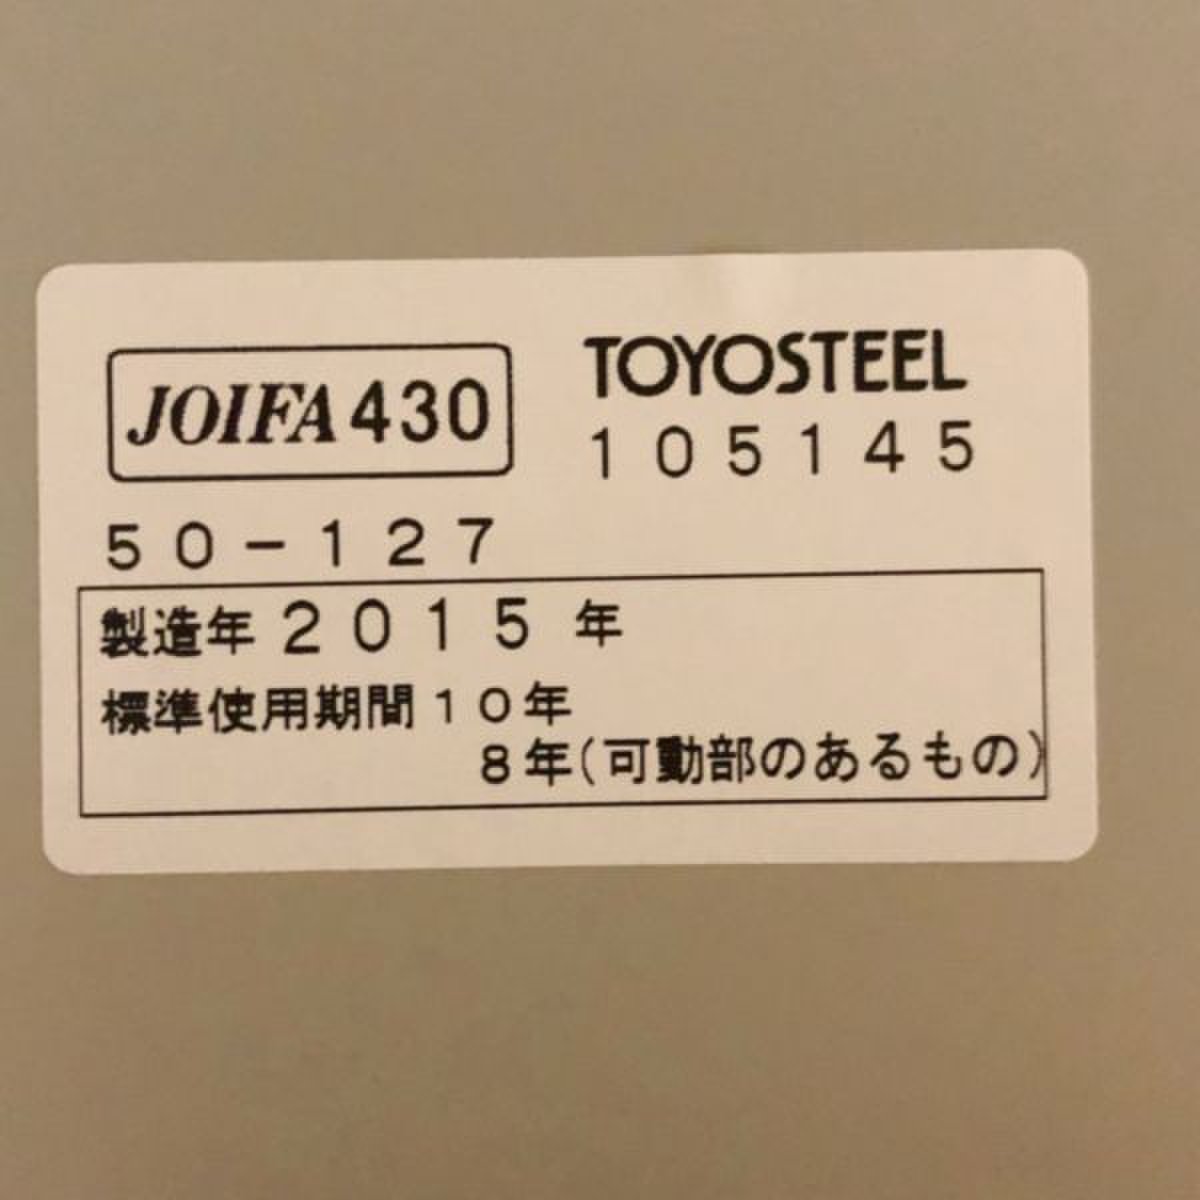 JOIFA 430
TOYOSTEEL
105145
50-127
製造年 2015 年
標準使用期間 10年
8年(可動部のあるもの)